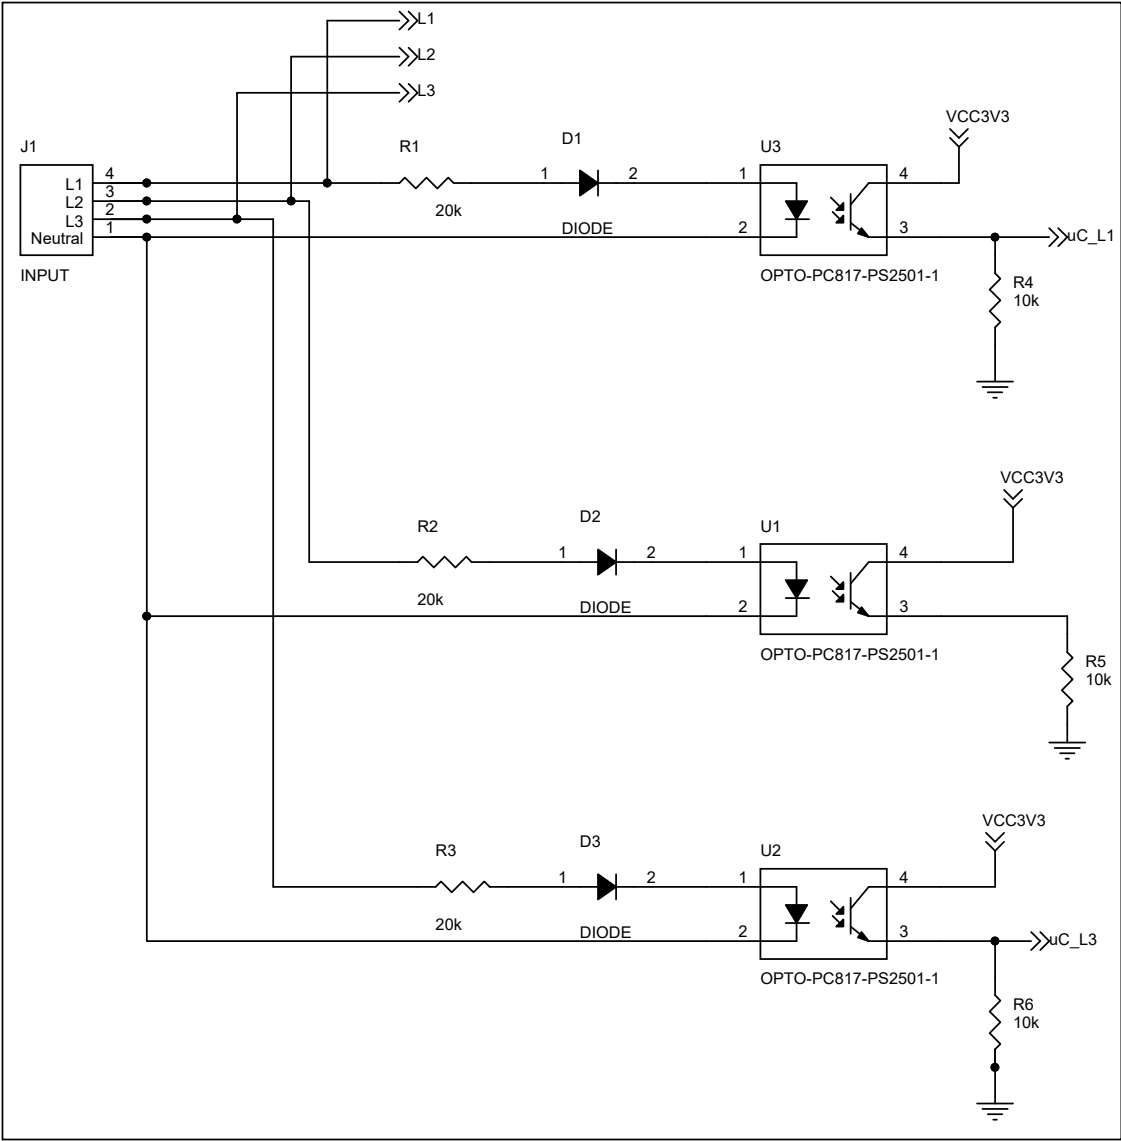 L1
L2
L3
VCC3V3
J1
R1
D1
U3
4
L1
3
L2
2
L3
1
Neutral
20k
1
2
1
4
DIODE
2
3
uC_L1
INPUT
OPTO-PC817-PS2501-1
R4
10k
VCC3V3
R2
D2
U1
1
2
1
4
20k
DIODE
2
3
OPTO-PC817-PS2501-1
R5
10k
VCC3V3
R3
D3
U2
1
2
1
4
20k
DIODE
2
3
uC_L3
OPTO-PC817-PS2501-1
R6
10k